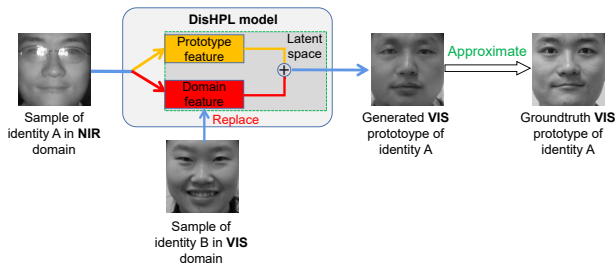 DisHPL model
Prototype
feature
Latent
space
Domain
feature
Replace
Approximate
Sample of
identity A in NIR
domain
Generated VIS
prototoype of
identity A
Groundtruth VIS
prototype of
identity A
Sample of
identity B in VIS
domain